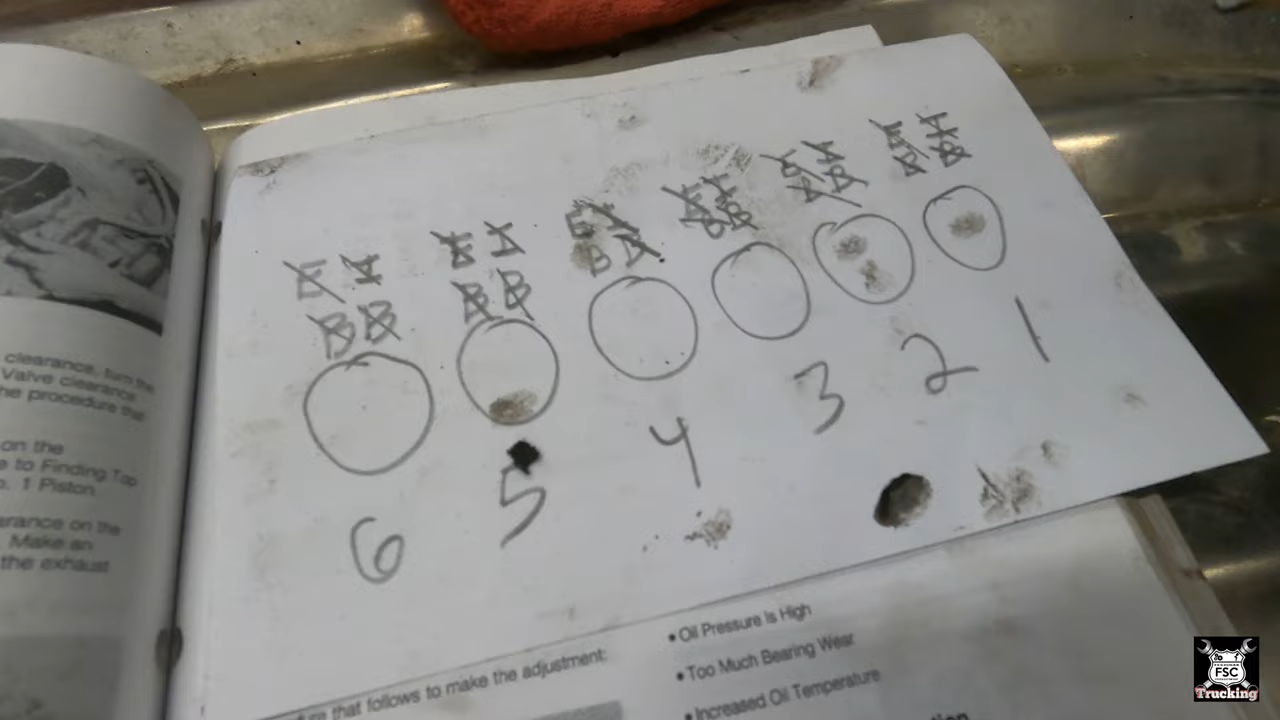 E I E I E I E I E I E I
B B B B B B B B B B B B
6 5 4 3 2 1
clearance, turn the
Valve clearance
he procedure that
on the
e to Finding Top
o. 1 Piston
arance on the
Make an
the exhaust
that follows to make the adjustment:
• Oil Pressure Is High
• Too Much Bearing Wear
• Increased Oil Temperature
FSC
Trucking